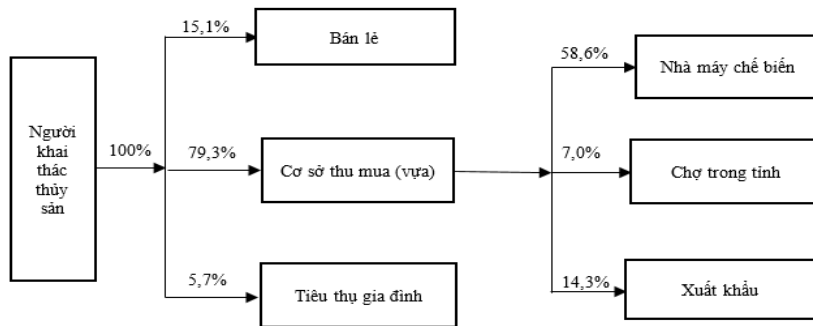 Người
khai
thác
thủy
sản
100%
15,1%
Bán lẻ
79,3%
Cơ sở thu mua (vựa)
5,7%
Tiêu thụ gia đình
58,6%
Nhà máy chế biến
7,0%
Chợ trong tỉnh
14,3%
Xuất khẩu